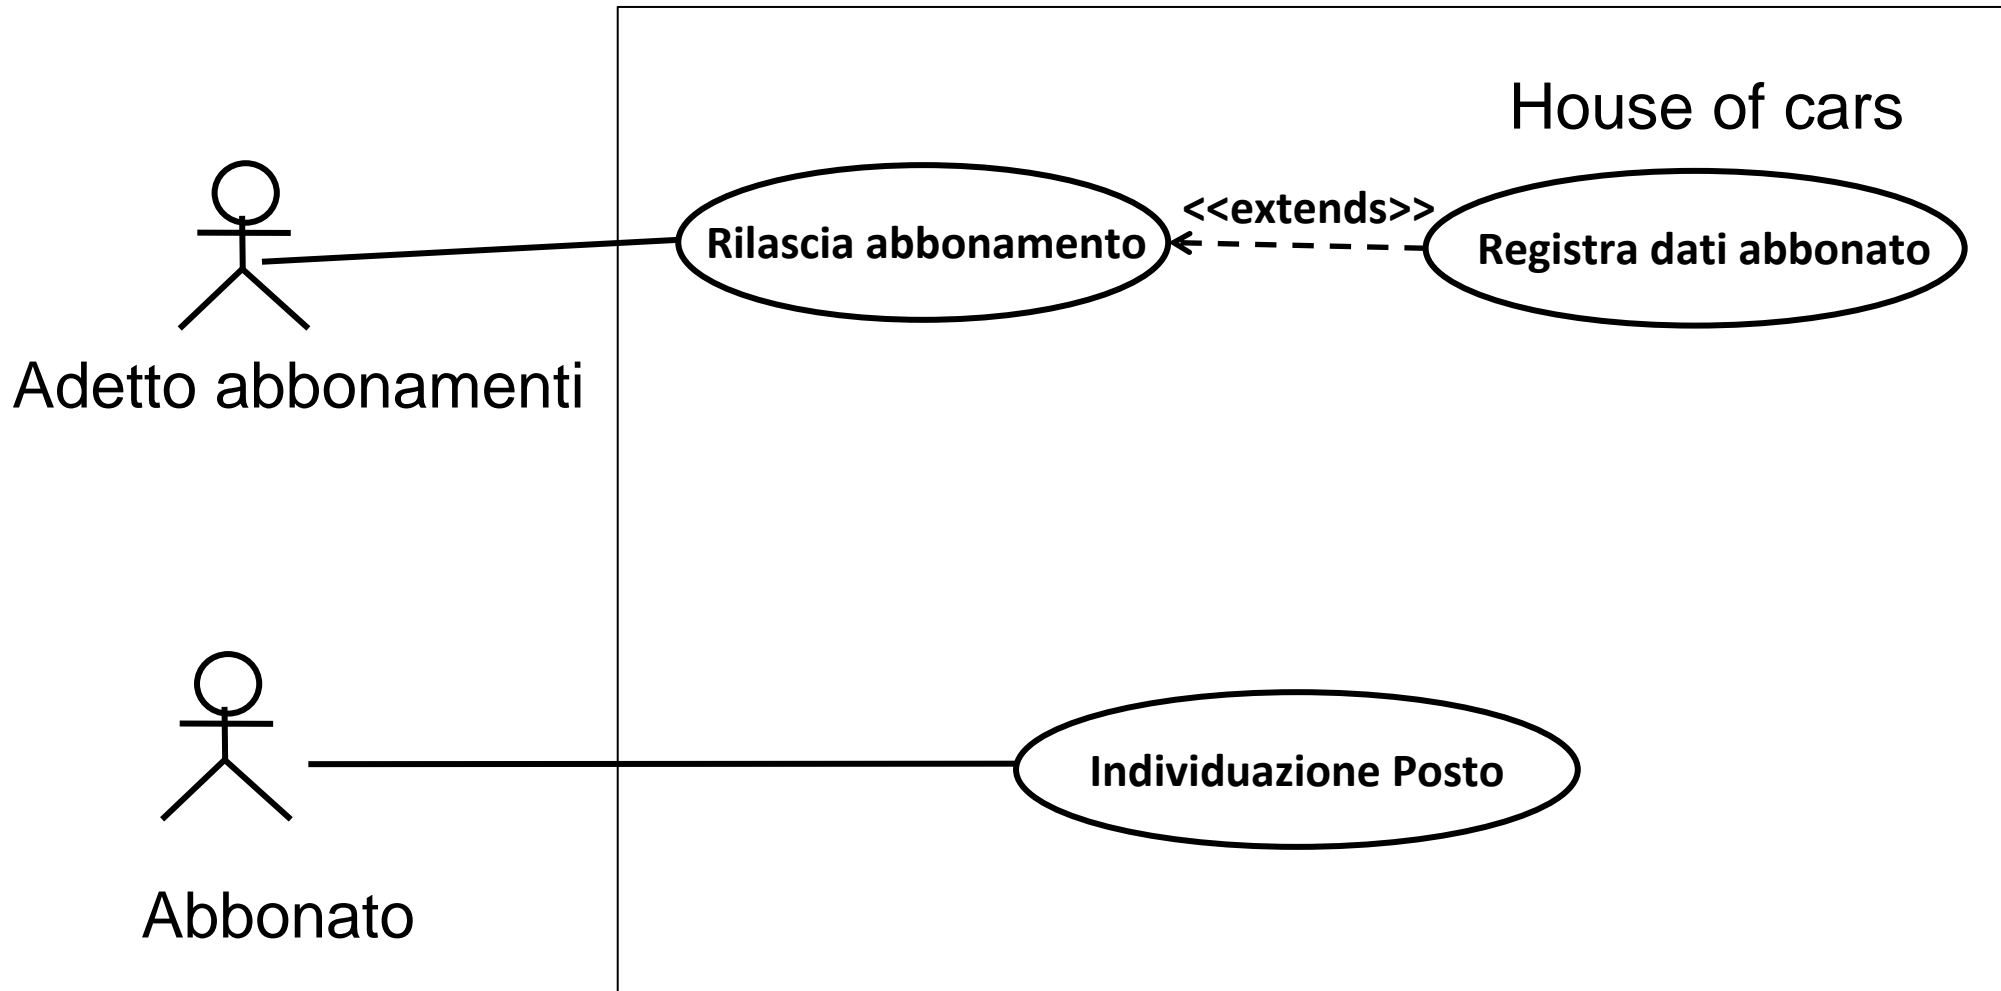 House of cars
Rilascia abbonamento
<<extends>>
Registra dati abbonato
Adetto abbonamenti
Individuazione Posto
Abbonato